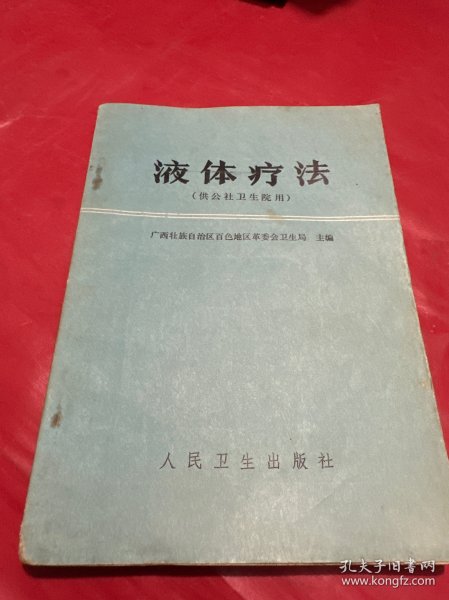 液体疗法
（供公社卫生院用）
广西壮族自治区百色地区革委会卫生局 主编
人民卫生出版社
孔夫子旧书网
www.kongfz.com